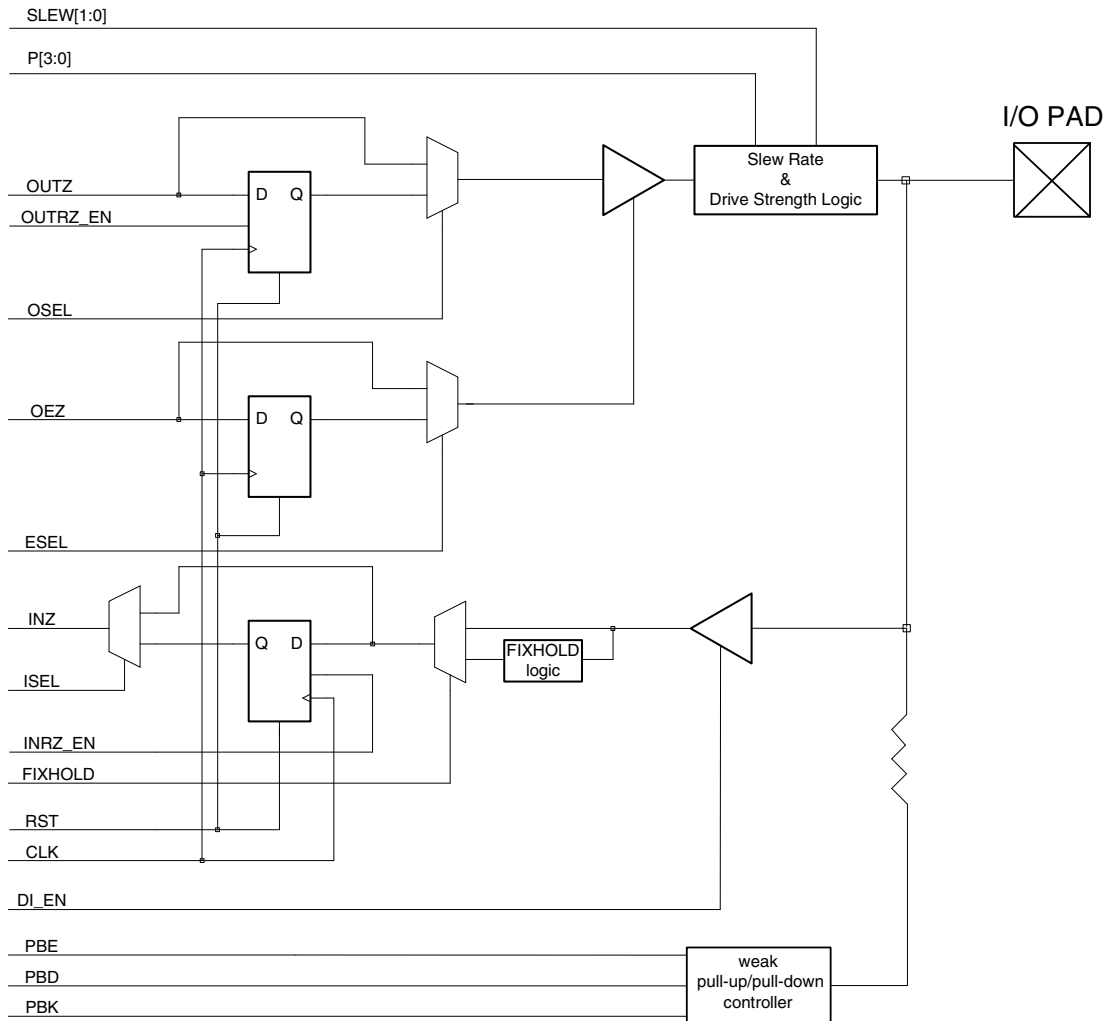 SLEW[1:0]
P[3:0]
I/O PAD
Slew Rate
&
Drive Strength Logic
OUTZ
D Q
OUTRZ_EN
OSEL
OEZ
D Q
ESEL
INZ
Q D
FIXHOLD
logic
ISEL
INRZ_EN
FIXHOLD
RST
CLK
DI_EN
PBE
weak
pull-up/pull-down
controller
PBD
PBK